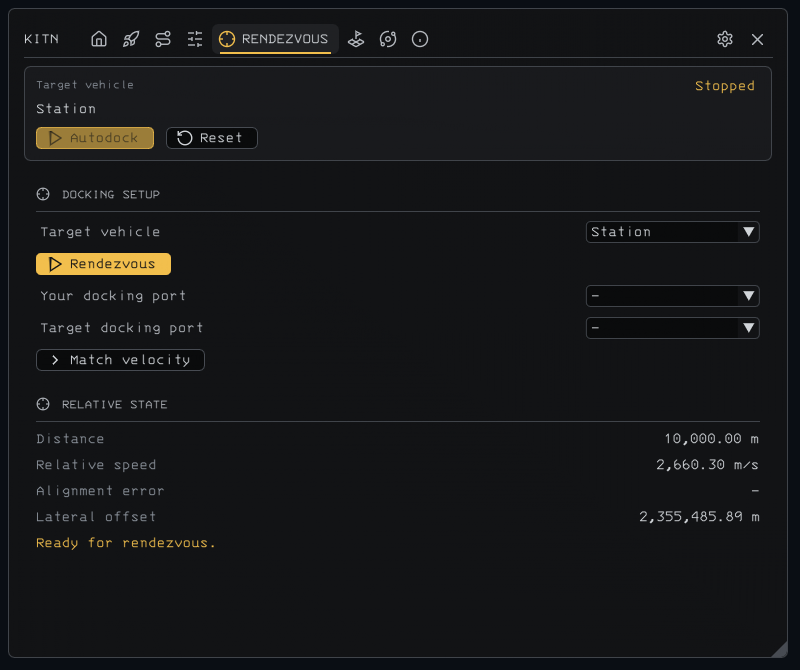 KITN RENDEZVOUS
Target vehicle Stopped
Station
Autodock Reset
DOCKING SETUP
Target vehicle Station
Rendezvous
Your docking port –
Target docking port –
Match velocity
RELATIVE STATE
Distance 10,000.00 m
Relative speed 2,660.30 m/s
Alignment error –
Lateral offset 2,355,485.89 m
Ready for rendezvous.